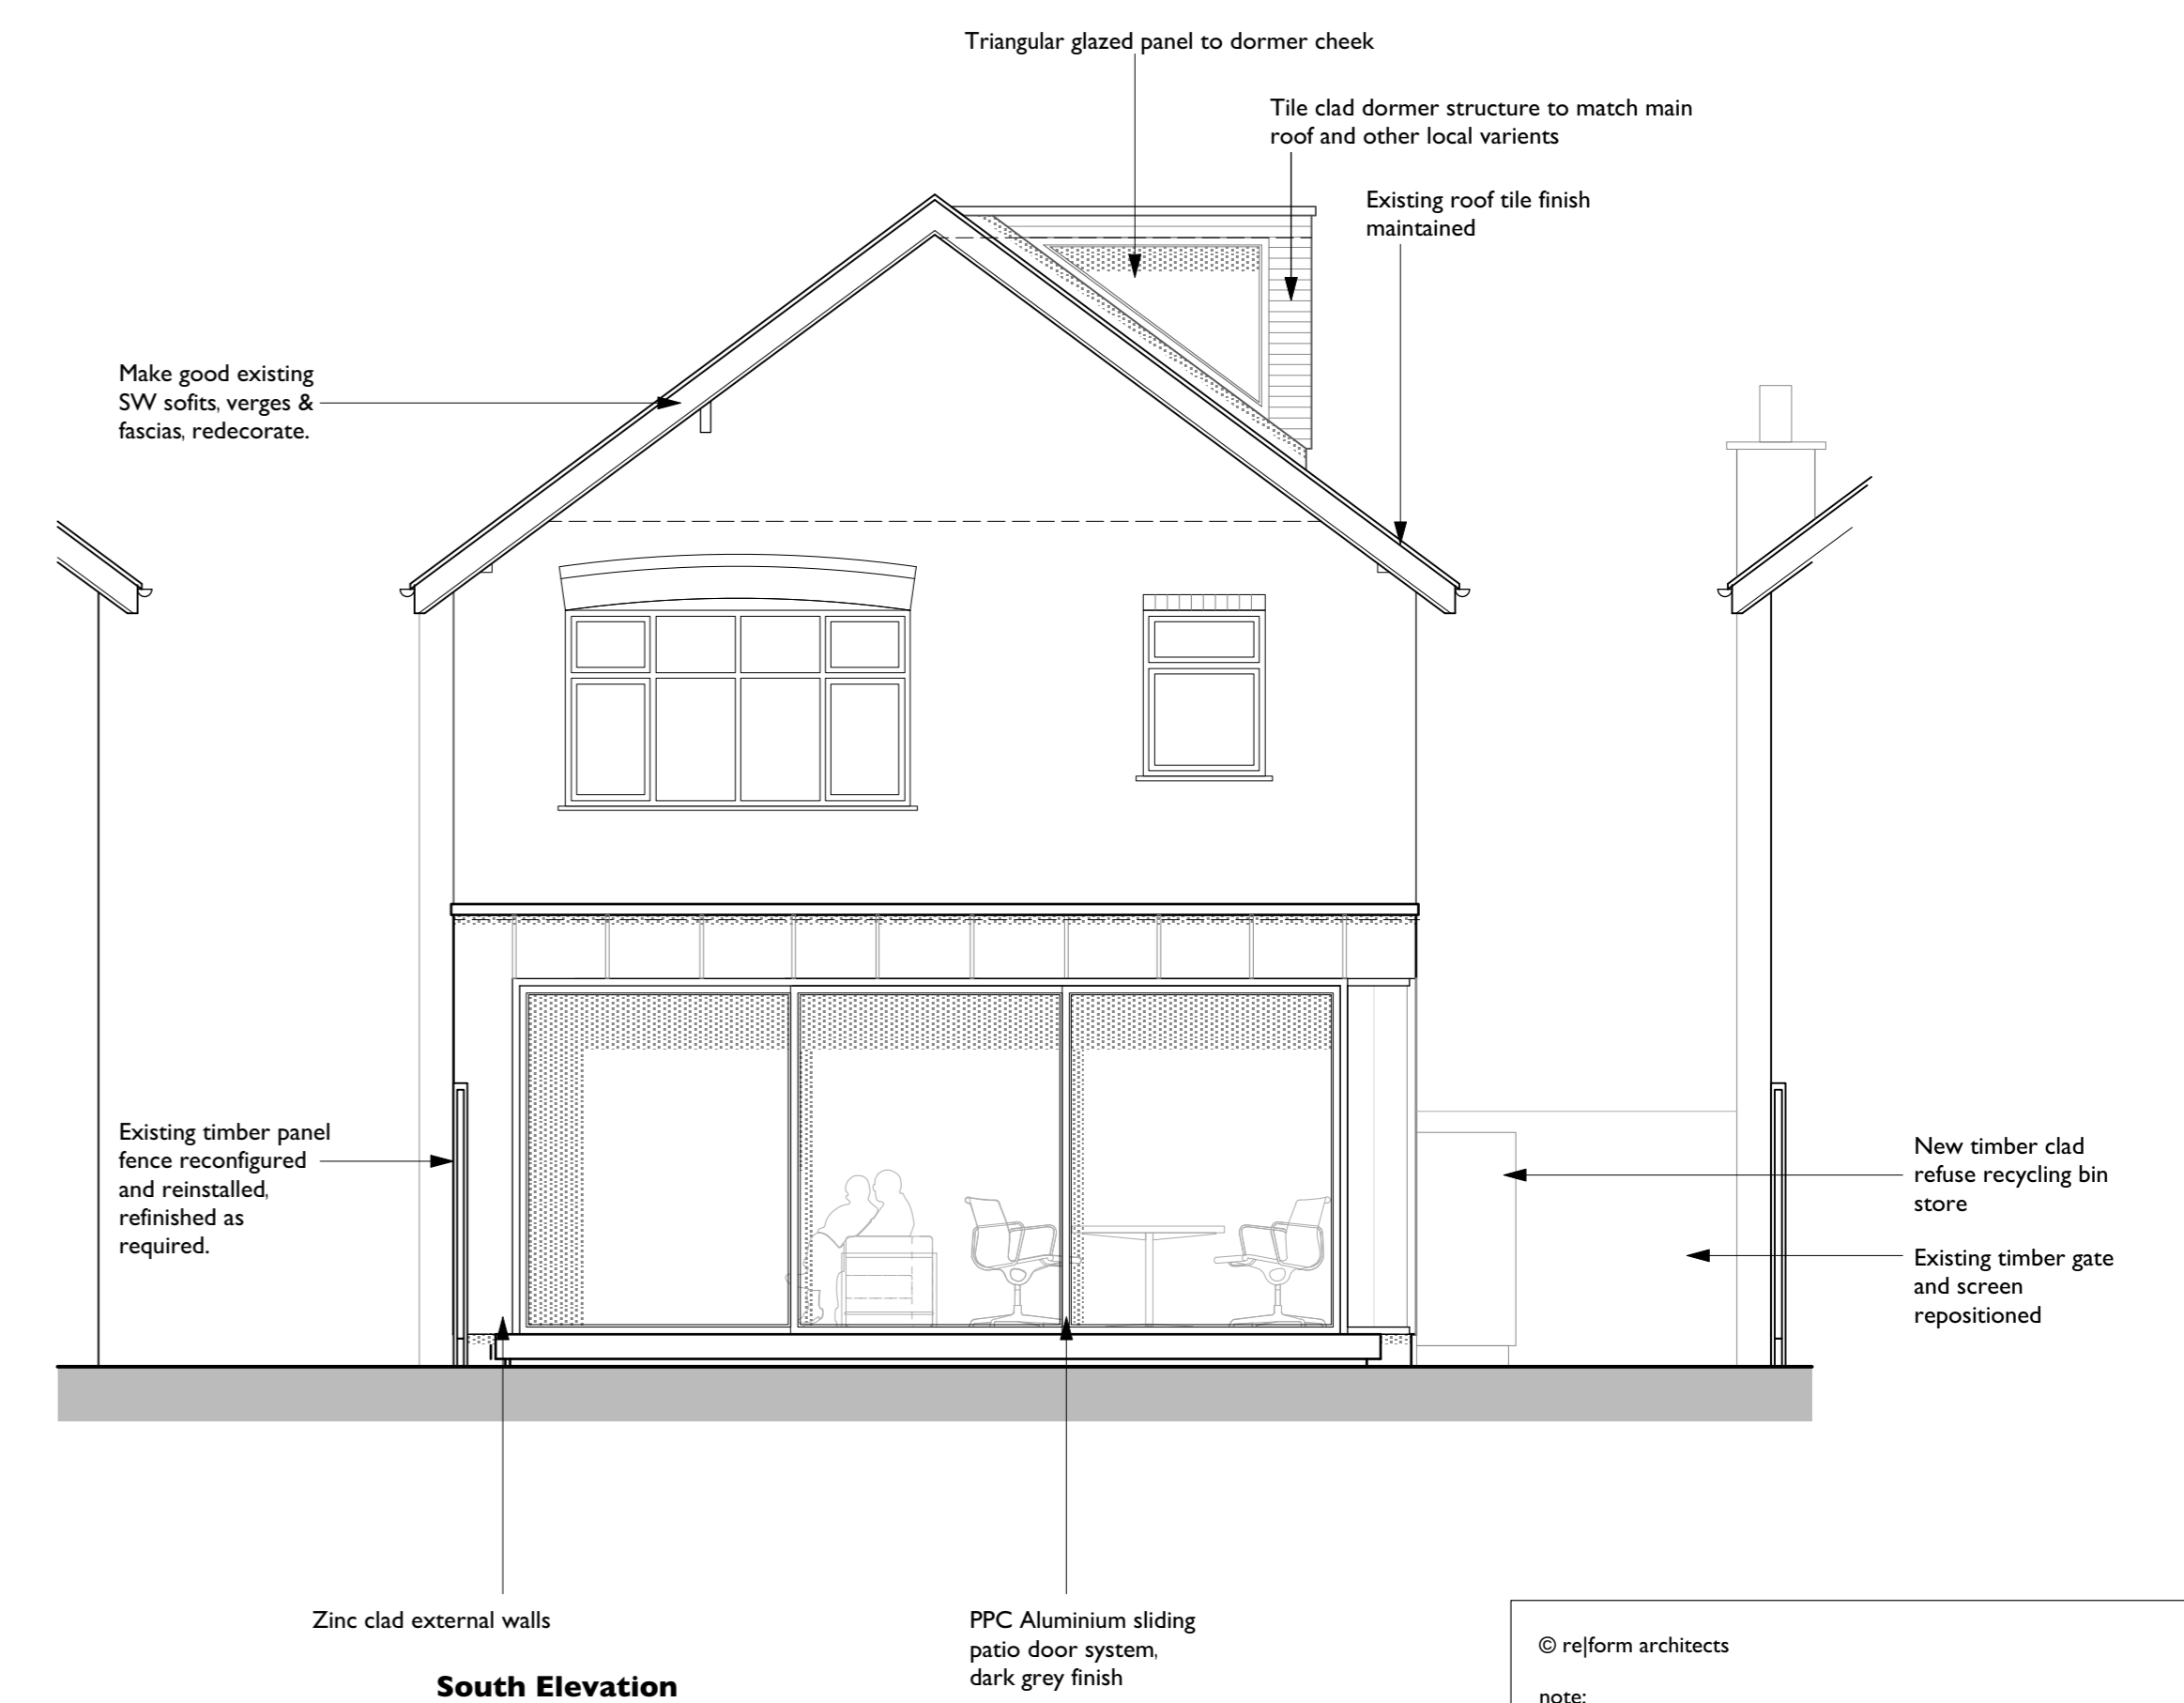 Triangular glazed panel to dormer cheek
Tile clad dormer structure to match main
roof and other local varients
Existing roof tile finish
maintained
Make good existing
SW sofits, verges &
fascias, redecorate.
Existing timber panel
fence reconfigured
and reinstalled,
refinished as
required.
New timber clad
refuse recycling bin
store
Existing timber gate
and screen
repositioned
Zinc clad external walls
PPC Aluminium sliding
patio door system,
dark grey finish
South Elevation
© re|form architects
note: